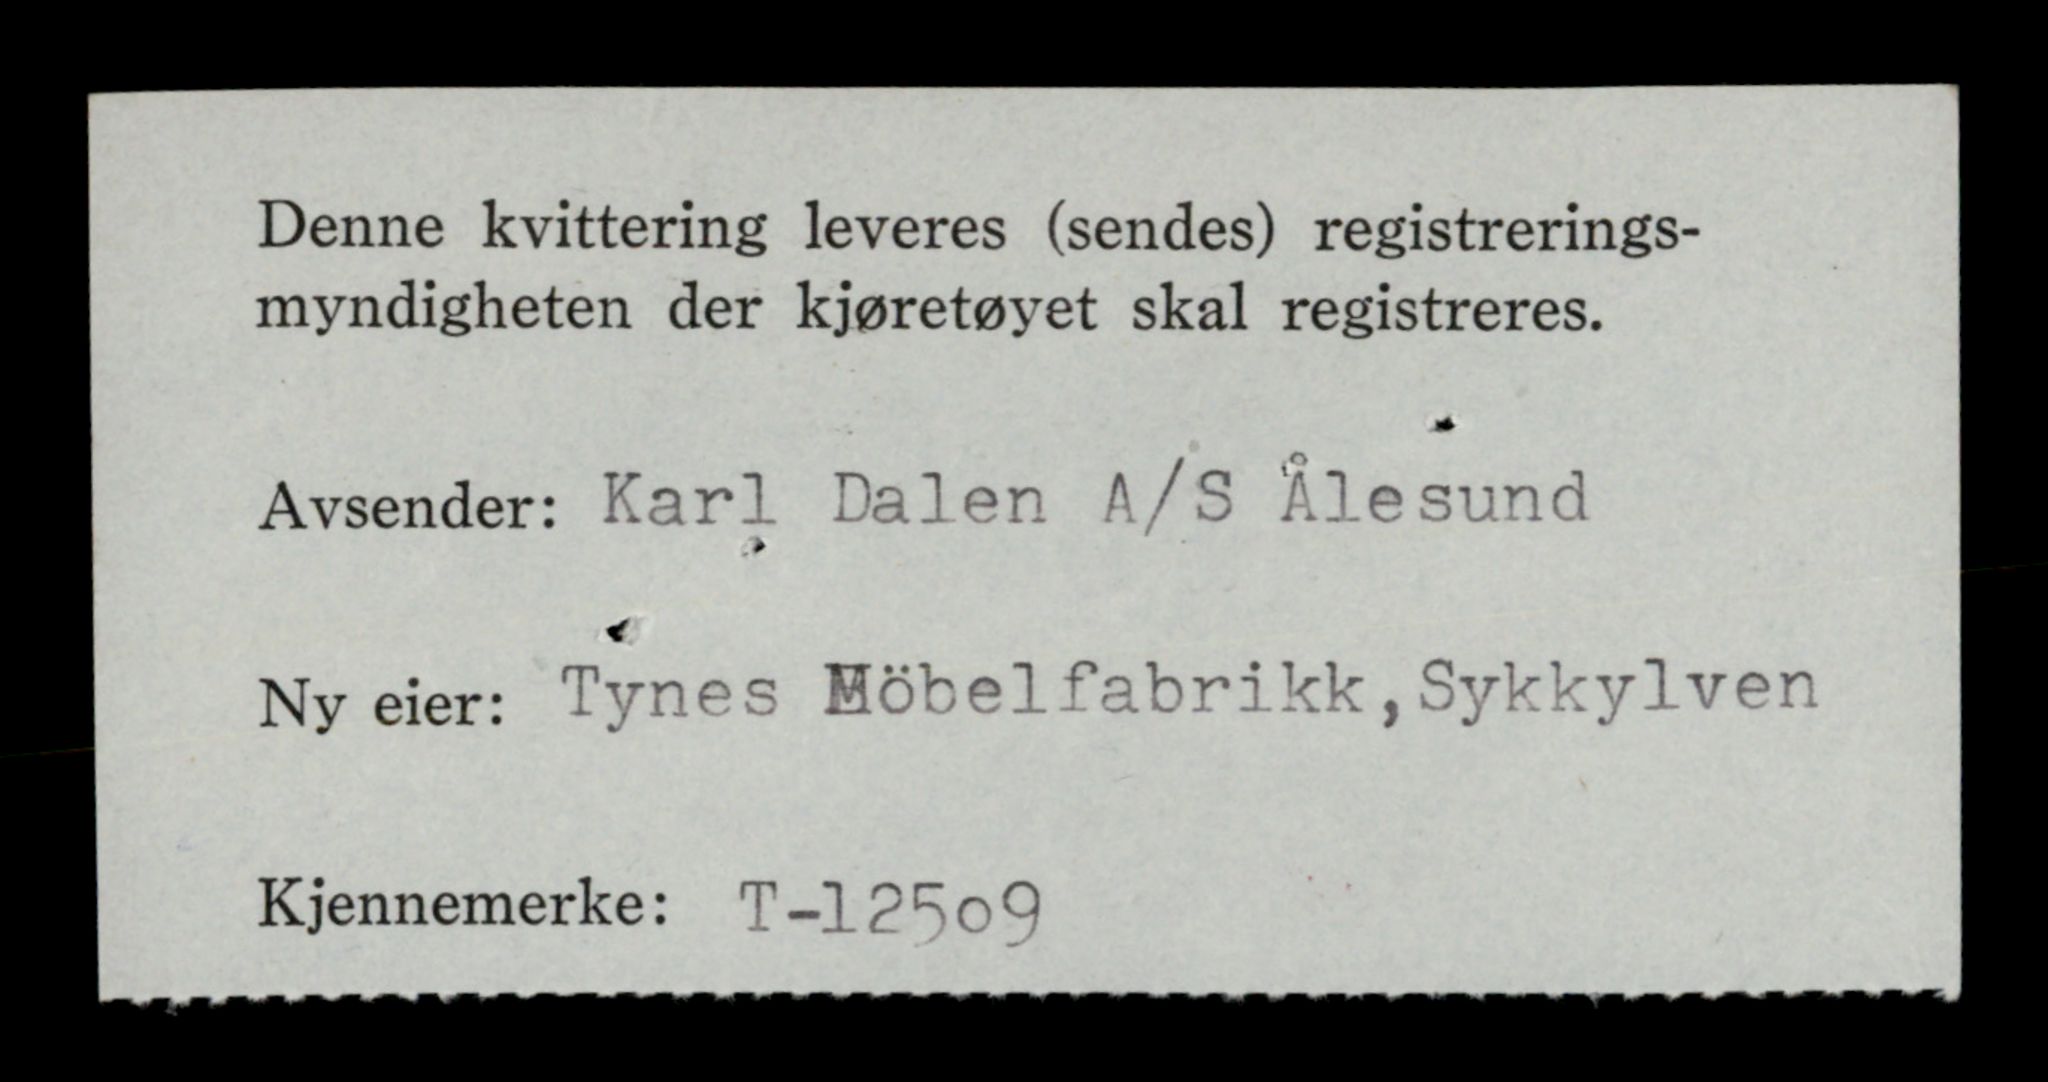 Denne kvittering leveres (sendes) registrerings-
myndigheten der kjøretøyet skal registreres.
Avsender: Karl Dalen A/S Ålesund
Ny eier: Tynes Möbelfabrikk,Sykkylven
Kjennemerke: T-12509